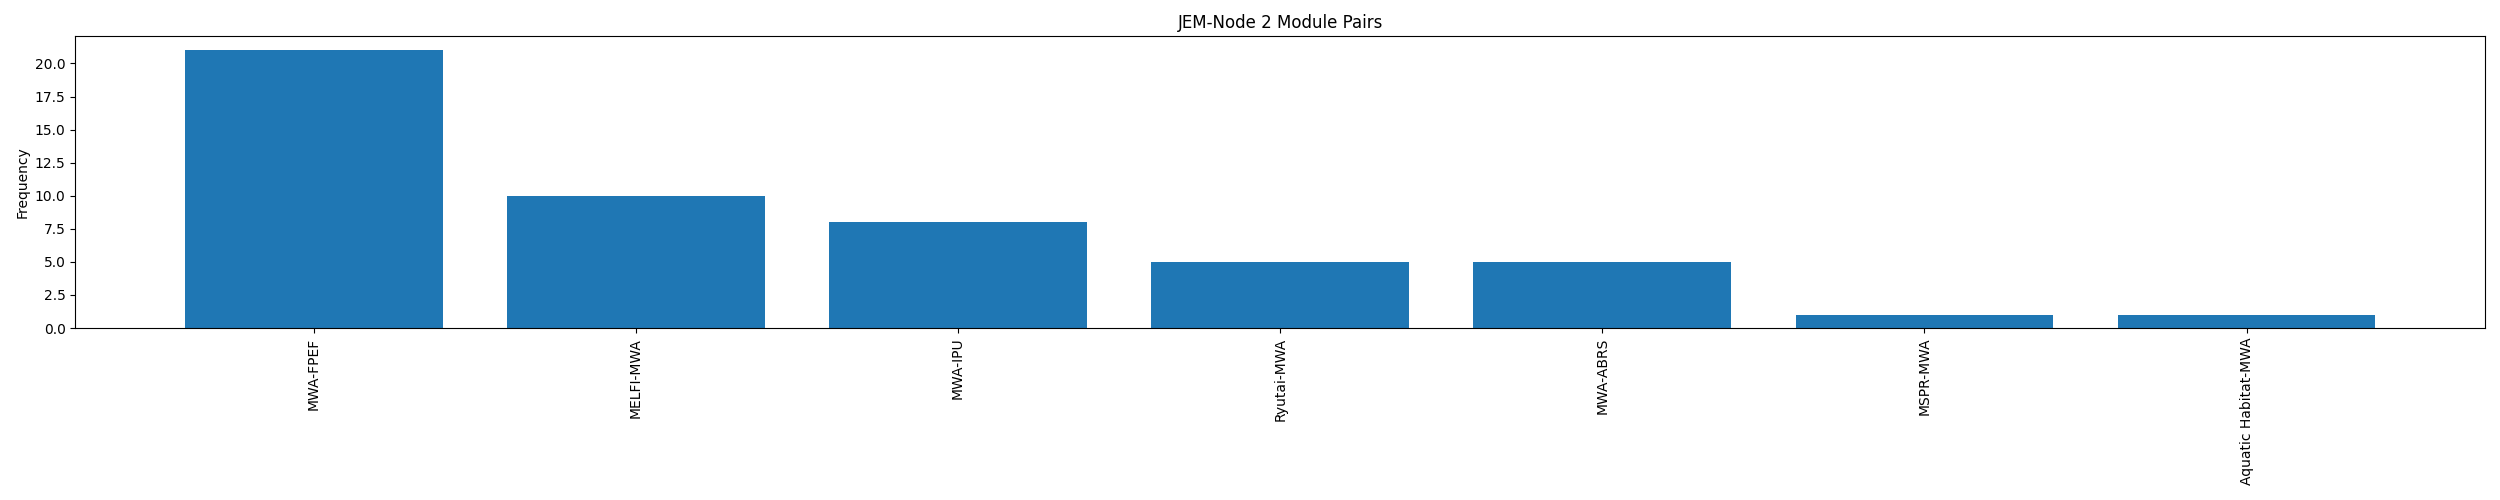 JEM-Node 2 Module Pairs
Frequency
20.0
17.5
15.0
12.5
10.0
7.5
5.0
2.5
0.0
MWA-FPEF
MELFI-MWA
MWA-IPU
Ryutai-MWA
MWA-ABRS
MSPR-MWA
Aquatic Habitat-MWA